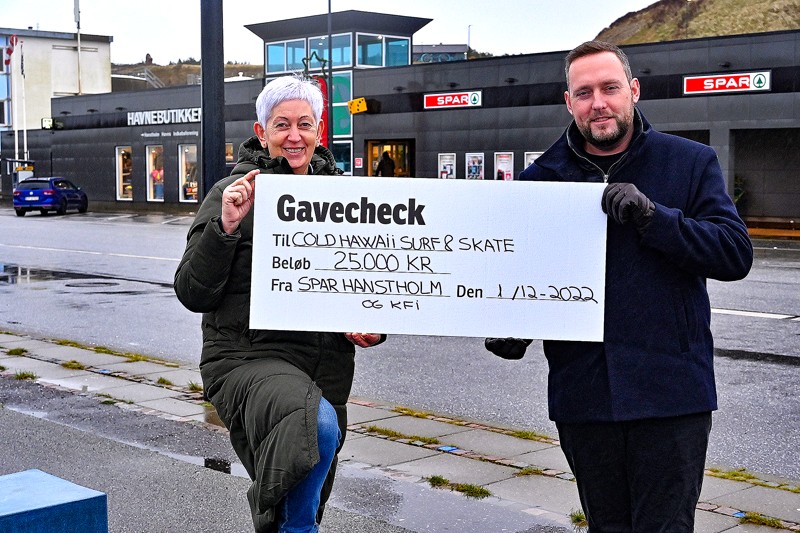 HAVNEBUTIKKEN
SPAR
SPAR
Gavecheck
Til COLD HAWAII SURF & SKATE
Beløb 25.000 KR
Fra SPAR HANSTHOLM Den 1/12-2022
OG KFI